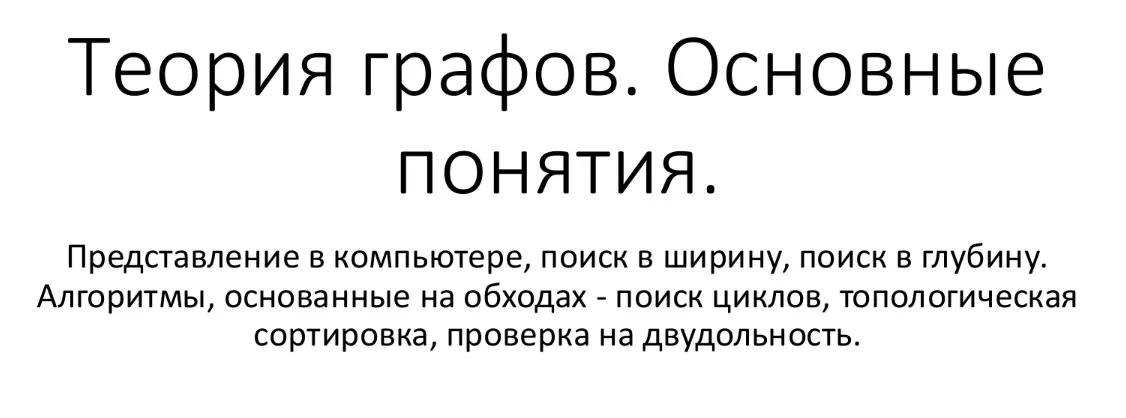 Теория графов. Основные
понятия.
Представление в компьютере, поиск в ширину, поиск в глубину.
Алгоритмы, основанные на обходах - поиск циклов, топологическая
сортировка, проверка на двудольность.